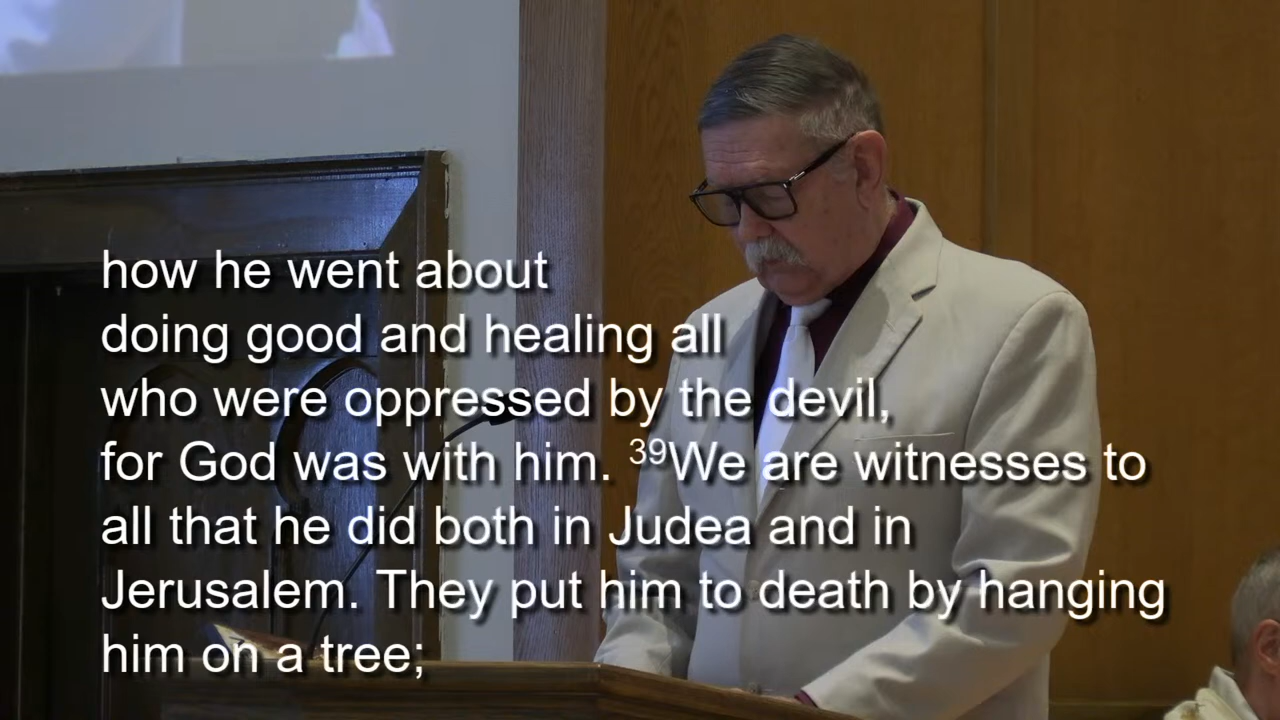 how he went about
doing good and healing all
who were oppressed by the devil,
for God was with him. ³⁹We are witnesses to
all that he did both in Judea and in
Jerusalem. They put him to death by hanging
him on a tree;